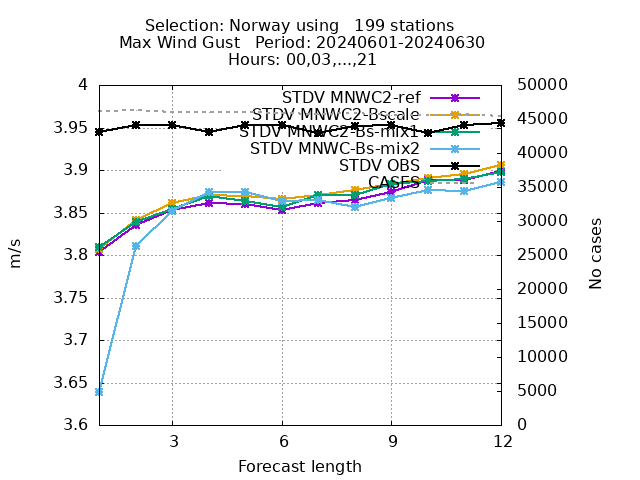 Selection: Norway using   199 stations
Max Wind Gust   Period: 20240601-20240630
Hours: 00,03,...,21
4
3.95
3.9
3.85
3.8
3.75
3.7
3.65
3.6
m/s
50000
45000
40000
35000
30000
25000
20000
15000
10000
5000
0
No cases
STDV MNWC2-ref
STDV MNWC2-Bscale
STDV MNWC2-Bs-mix1
STDV MNWC-Bs-mix2
STDV OBS
CASES
3 6 9 12
Forecast length